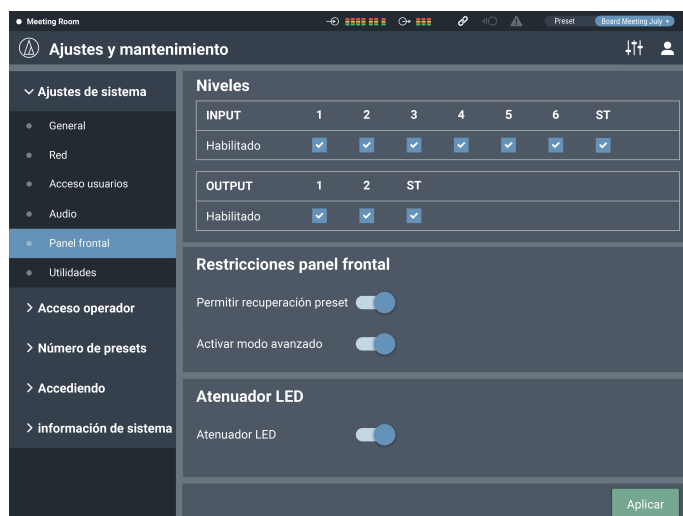 Meeting Room
Preset
Board Meeting July
Ajustes y mantenimiento
Ajustes de sistema
General
Red
Acceso usuarios
Audio
Panel frontal
Utilidades
Acceso operador
Número de presets
Accediendo
información de sistema
Niveles
INPUT 1 2 3 4 5 6 ST
Habilitado
OUTPUT 1 2 ST
Habilitado
Restricciones panel frontal
Permitir recuperación preset
Activar modo avanzado
Atenuador LED
Atenuador LED
Aplicar